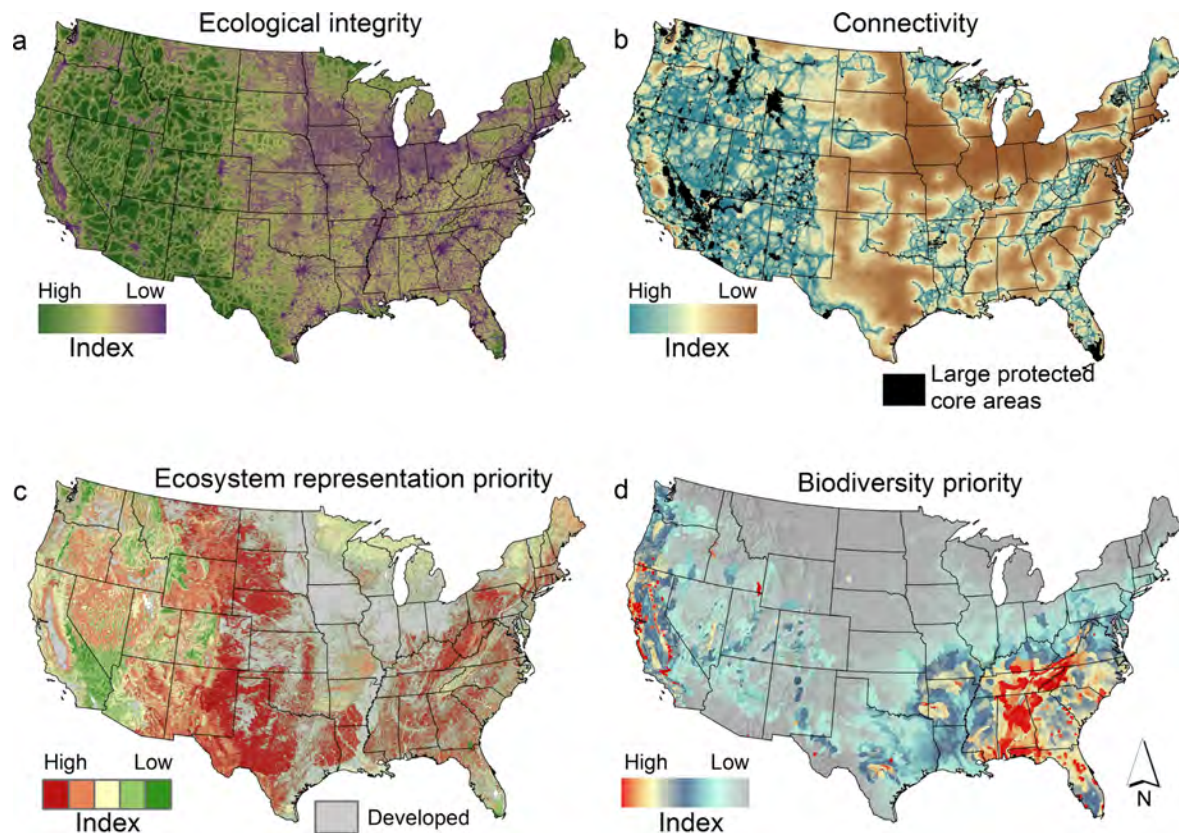 a
Ecological integrity
High Low
Index
b
Connectivity
High Low
Index
Large protected
core areas
c
Ecosystem representation priority
High Low
Index
Developed
d
Biodiversity priority
High Low
Index
N